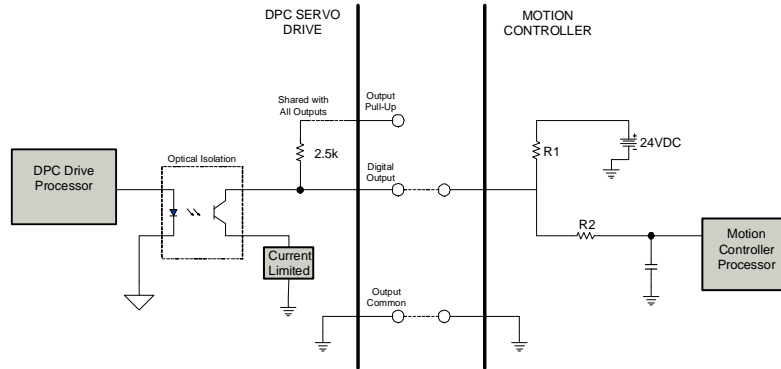 DPC SERVO
DRIVE
MOTION
CONTROLLER
Shared with
All Outputs
Output
Pull-Up
Optical Isolation
2.5k
R1
24VDC
DPC Drive
Processor
Digital
Output
R2
Motion
Controller
Processor
Current
Limited
Output
Common